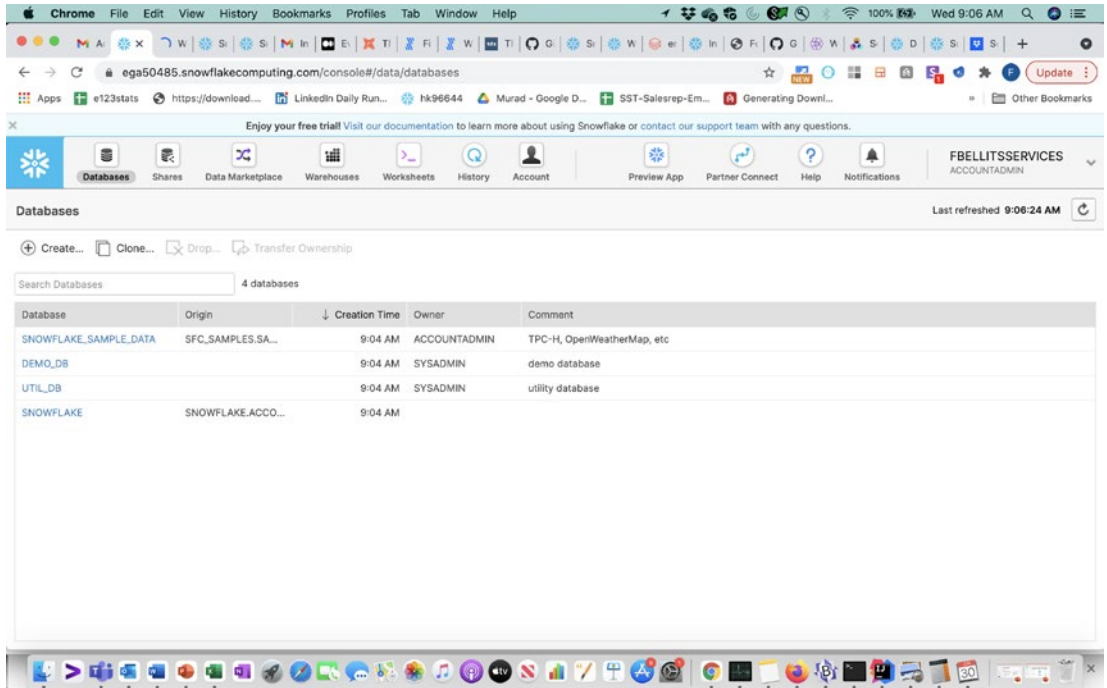 Chrome File Edit View History Bookmarks Profiles Tab Window Help 100% Wed 9:06 AM
ega50485.snowflakecomputing.com/console#/data/databases NEW Update
Apps e123stats https://download.... LinkedIn Daily Run... hk96644 Murad - Google D... SST-Salesrep-Em... Generating Downl... » Other Bookmarks
Enjoy your free trial! Visit our documentation to learn more about using Snowflake or contact our support team with any questions.
Databases Shares Data Marketplace Warehouses Worksheets History Account Preview App Partner Connect Help Notifications
FBELLITSSERVICES
ACCOUNTADMIN
Databases Last refreshed 9:06:24 AM
Create... Clone... Drop... Transfer Ownership
Search Databases 4 databases
Database Origin ↓ Creation Time Owner Comment
SNOWFLAKE_SAMPLE_DATA SFC_SAMPLES.SA... 9:04 AM ACCOUNTADMIN TPC-H, OpenWeatherMap, etc
DEMO_DB 9:04 AM SYSADMIN demo database
UTIL_DB 9:04 AM SYSADMIN utility database
SNOWFLAKE SNOWFLAKE.ACCO... 9:04 AM